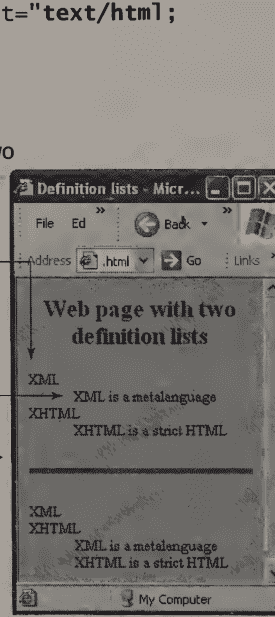 t="text/html;
wo
Definition lists - Micr...
File Ed » Back »
Address .html Go Links »
Web page with two
definition lists
XML
XML is a metalanguage
XHTML
XHTML is a strict HTML
XML
XHTML
XML is a metalanguage
XHTML is a strict HTML
My Computer